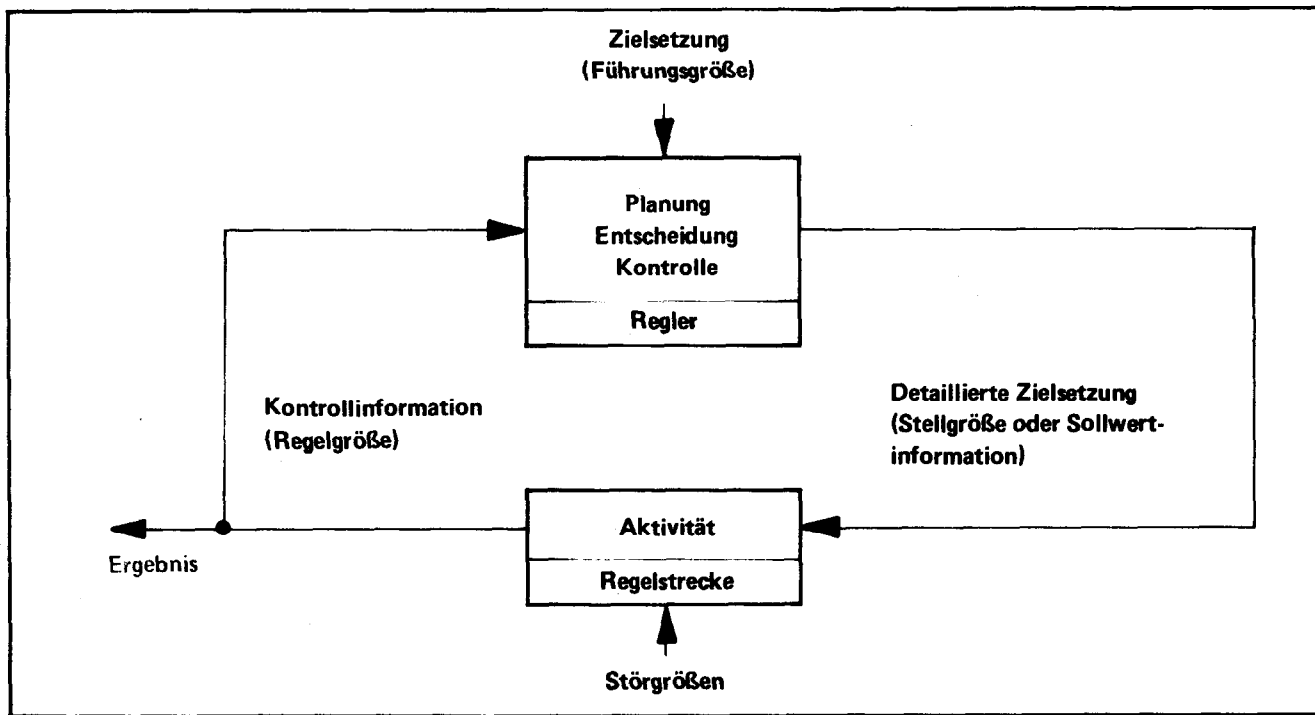 Zielsetzung
(Führungsgröße)
Planung
Entscheidung
Kontrolle
Regler
Kontrollinformation
(Regelgröße)
Detaillierte Zielsetzung
(Stellgröße oder Sollwert-
information)
Aktivität
Regelstrecke
Ergebnis
Störgrößen